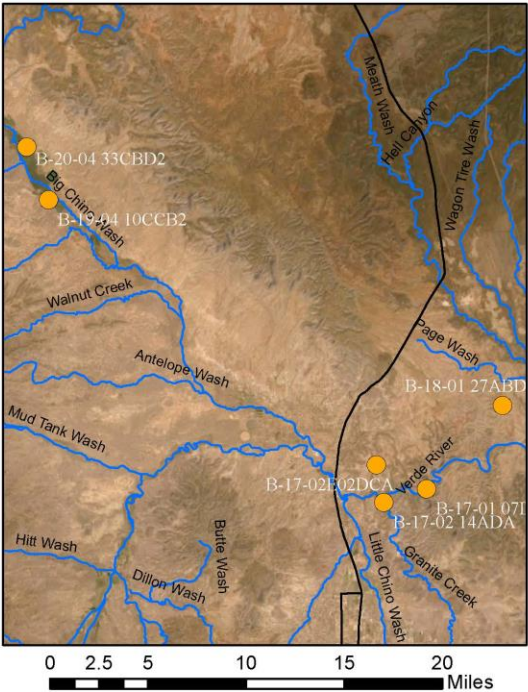 Meath Wash
Hell Canyon
Wagon Tire Wash
B-20-04 33CBD2
Big Chino Wash
B-19-04 10CCB2
Walnut Creek
Page Wash
Antelope Wash
B-18-01 27ABD
Mud Tank Wash
Verde River
B-17-02E02DCA
B-17-01 07
B-17-02 14ADA
Hitt Wash
Butte Wash
Little Chino Wash
Granite Creek
Dillon Wash
0 2.5 5 10 15 20
Miles